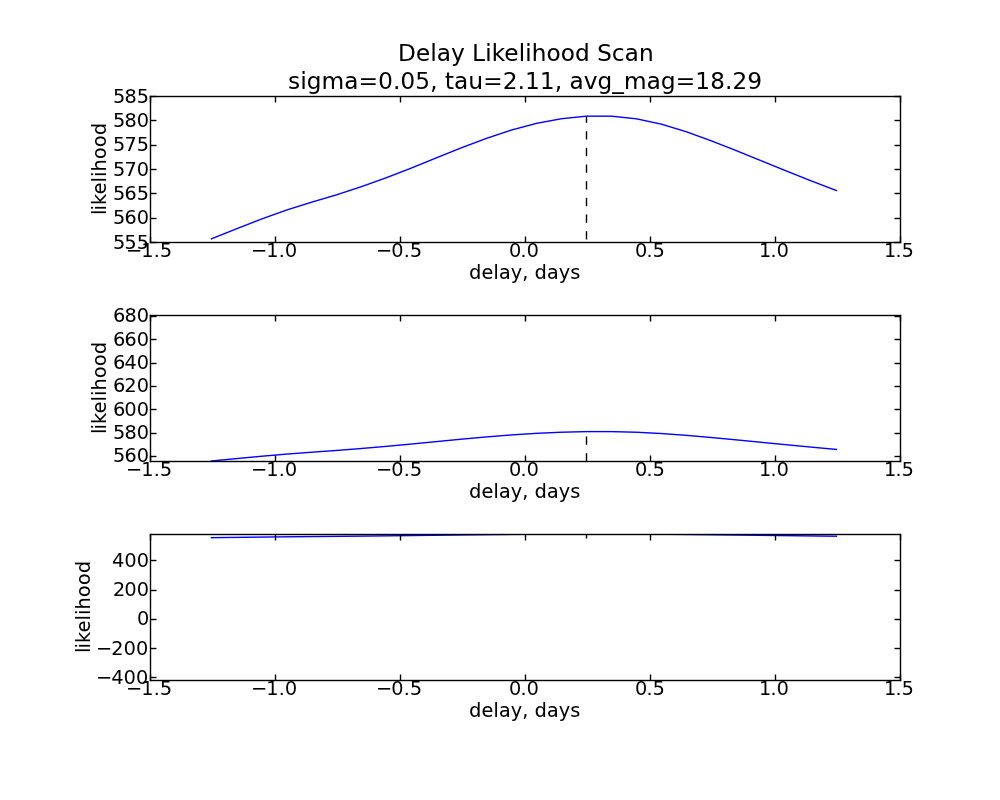 Delay Likelihood Scan
sigma=0.05, tau=2.11, avg_mag=18.29
585
580
575
570
565
560
555
likelihood
−1.5 −1.0 −0.5 0.0 0.5 1.0 1.5
delay, days
680
660
640
620
600
580
560
likelihood
−1.5 −1.0 −0.5 0.0 0.5 1.0 1.5
delay, days
400
200
0
−200
−400
likelihood
−1.5 −1.0 −0.5 0.0 0.5 1.0 1.5
delay, days